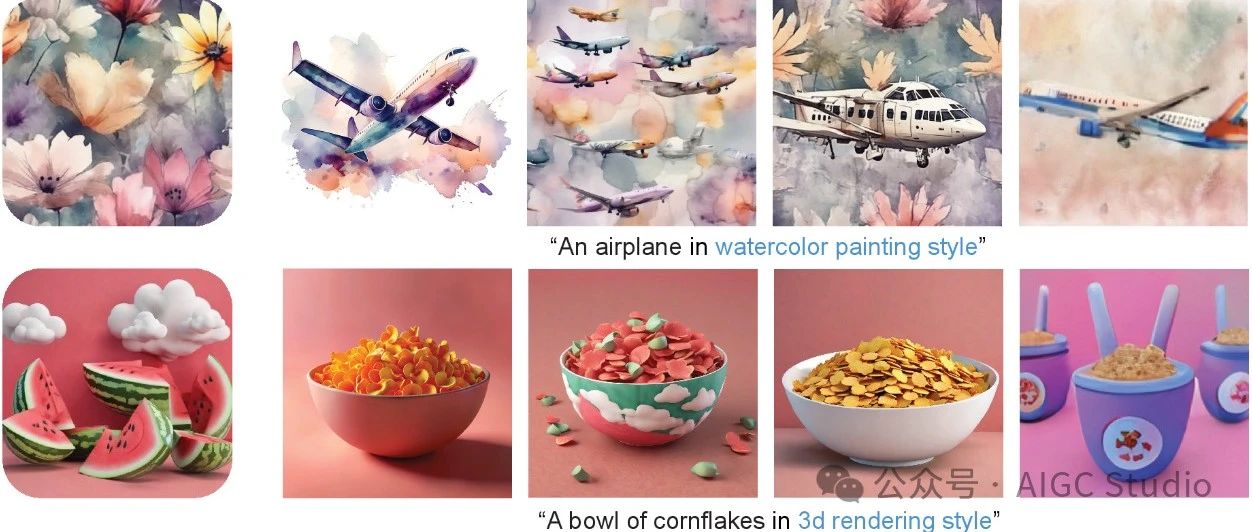 “An airplane in watercolor painting style”
公众号 · AIGC Studio
“A bowl of cornflakes in 3d rendering style”